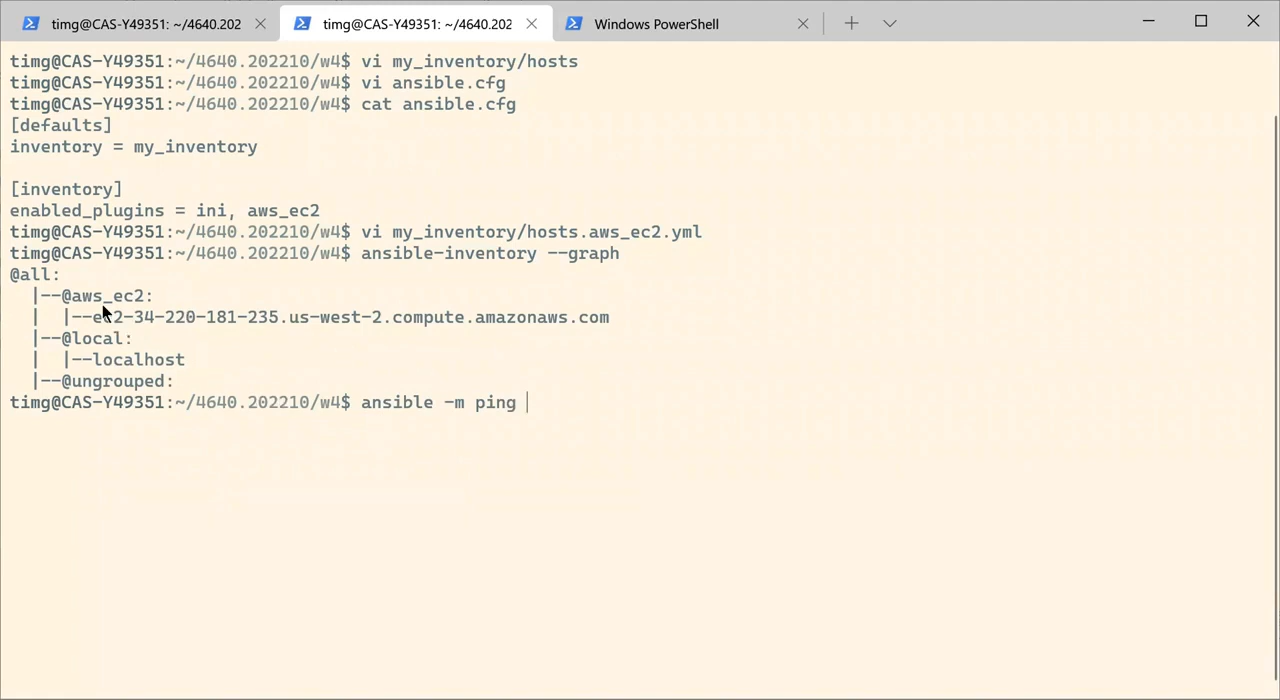 timg@CAS-Y49351: ~/4640.202
timg@CAS-Y49351: ~/4640.202
Windows PowerShell
timg@CAS-Y49351:~/4640.202210/w4$ vi my_inventory/hosts
timg@CAS-Y49351:~/4640.202210/w4$ vi ansible.cfg
timg@CAS-Y49351:~/4640.202210/w4$ cat ansible.cfg
[defaults]
inventory = my_inventory
[inventory]
enabled_plugins = ini, aws_ec2
timg@CAS-Y49351:~/4640.202210/w4$ vi my_inventory/hosts.aws_ec2.yml
timg@CAS-Y49351:~/4640.202210/w4$ ansible-inventory --graph
@all:
  |--@aws_ec2:
  |  |--ec2-34-220-181-235.us-west-2.compute.amazonaws.com
  |--@local:
  |  |--localhost
  |--@ungrouped:
timg@CAS-Y49351:~/4640.202210/w4$ ansible -m ping